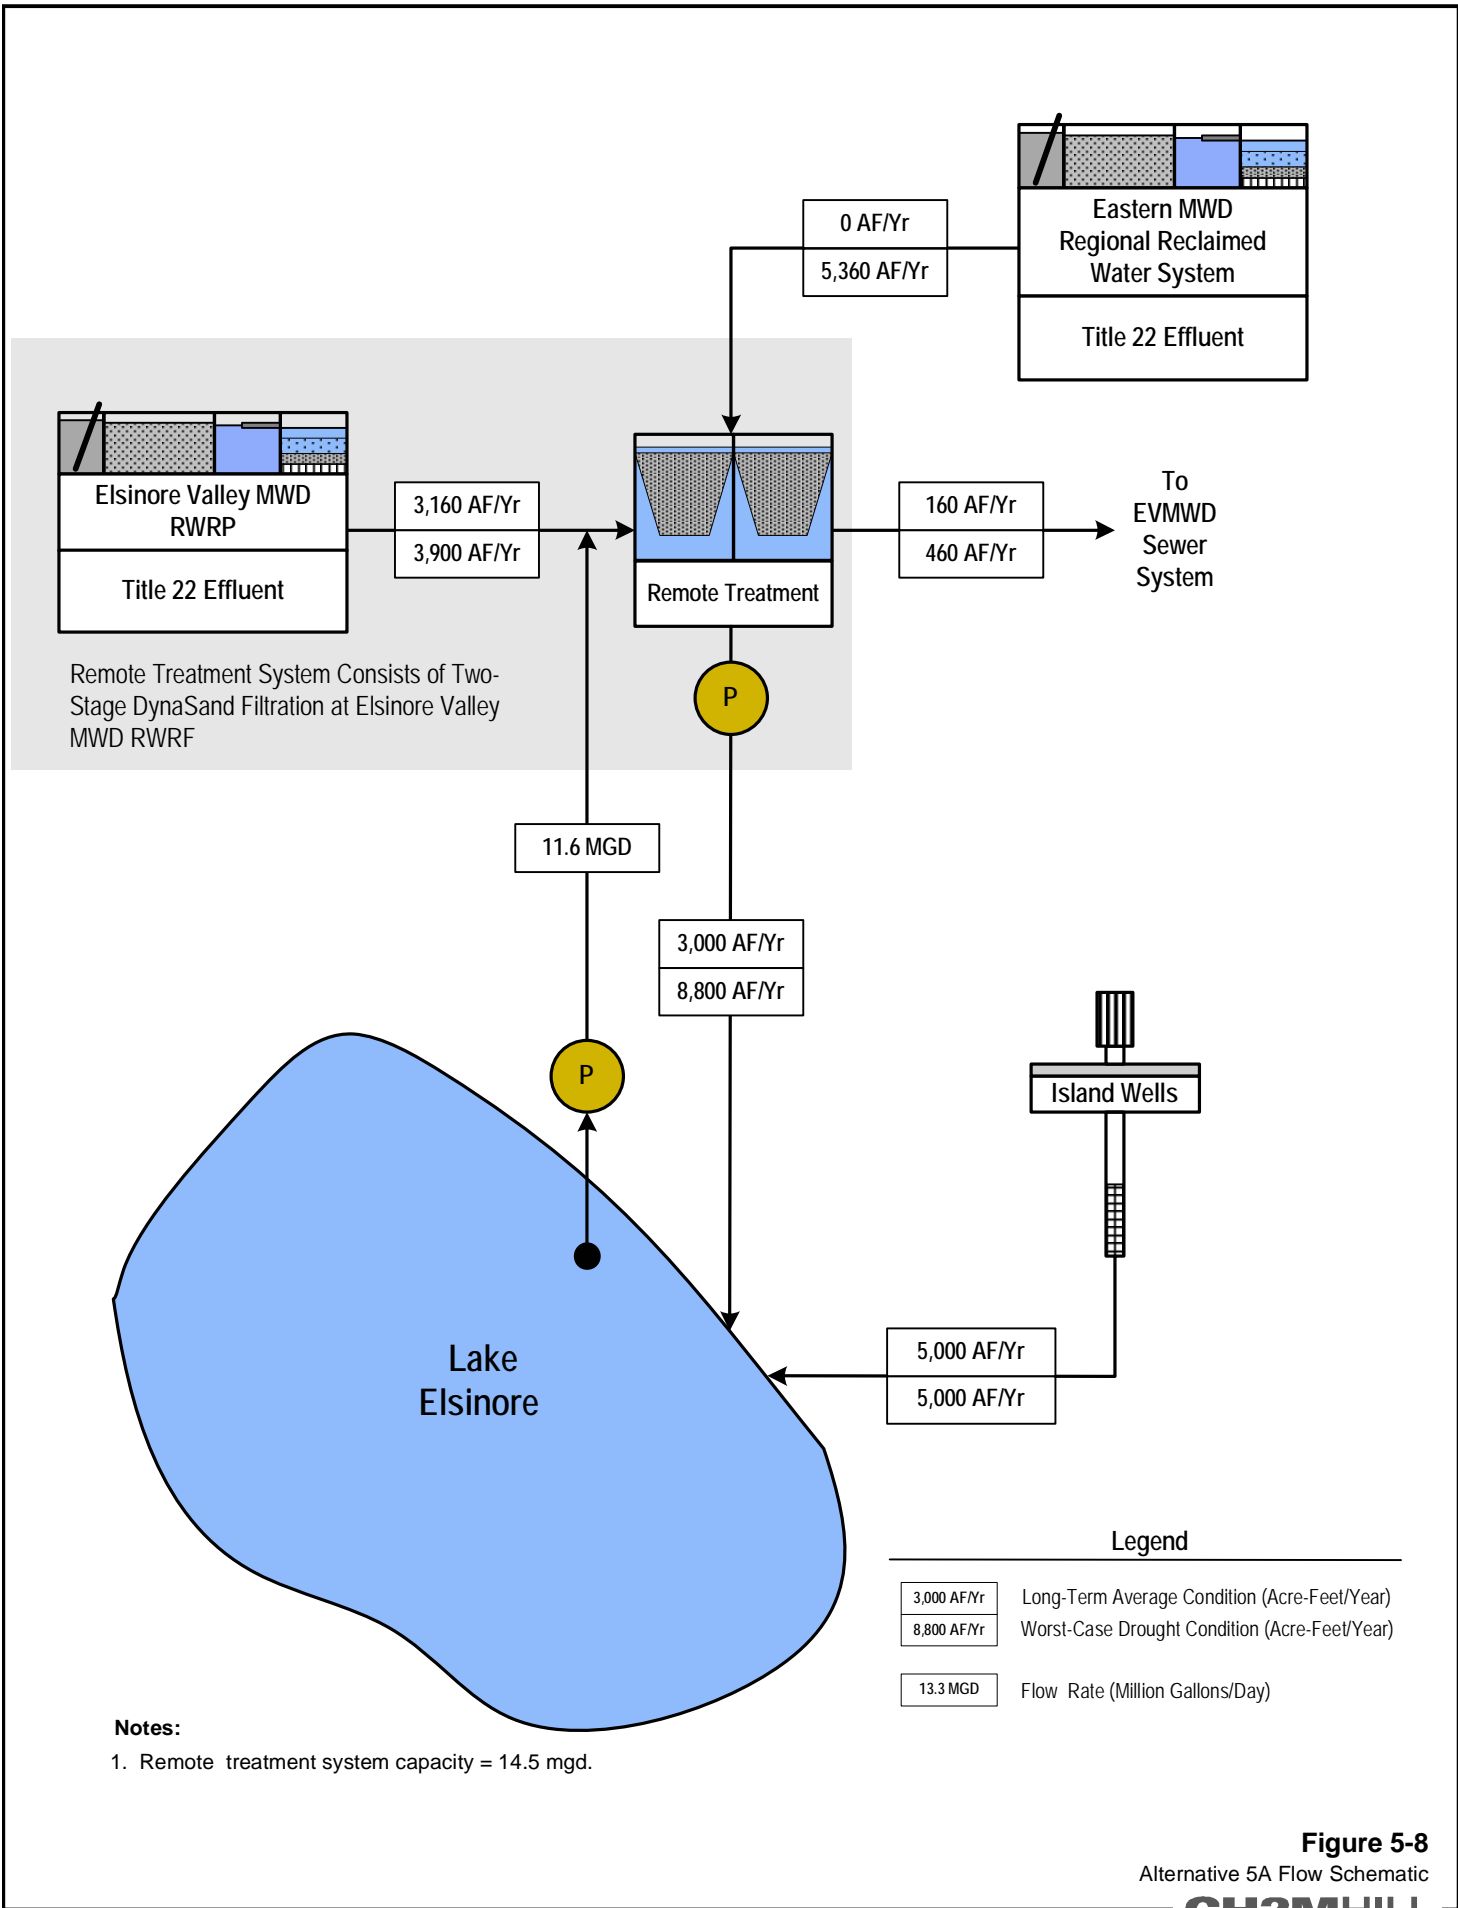 0 AF/Yr
5,360 AF/Yr
Eastern MWD
Regional Reclaimed
Water System
Title 22 Effluent
Elsinore Valley MWD
RWRP
Title 22 Effluent
3,160 AF/Yr
3,900 AF/Yr
Remote Treatment
160 AF/Yr
460 AF/Yr
To
EVMWD
Sewer
System
Remote Treatment System Consists of Two-
Stage DynaSand Filtration at Elsinore Valley
MWD RWRF
P
11.6 MGD
3,000 AF/Yr
8,800 AF/Yr
P
Island Wells
Lake
Elsinore
5,000 AF/Yr
5,000 AF/Yr
Legend
3,000 AF/Yr
Long-Term Average Condition (Acre-Feet/Year)
8,800 AF/Yr
Worst-Case Drought Condition (Acre-Feet/Year)
13.3 MGD
Flow Rate (Million Gallons/Day)
Notes:
1. Remote treatment system capacity = 14.5 mgd.
Figure 5-8
Alternative 5A Flow Schematic
CH2MHILL